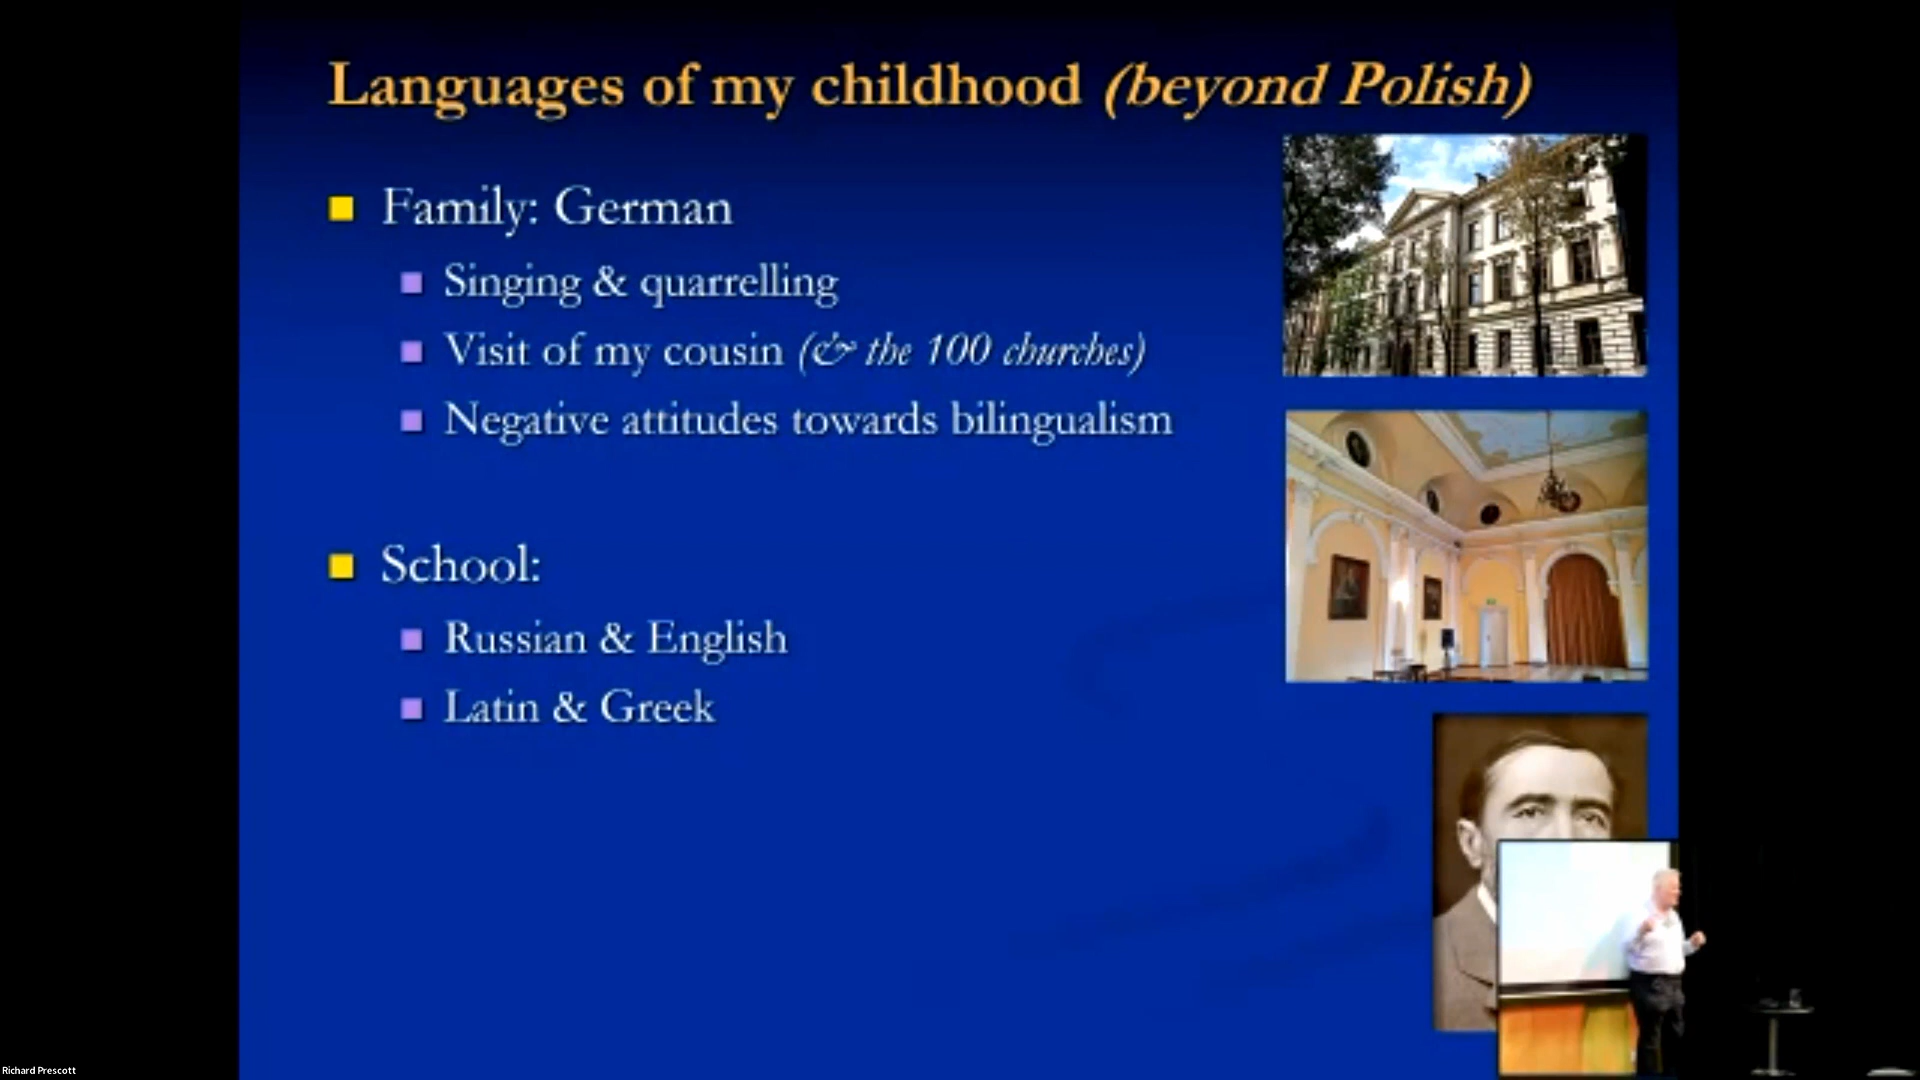 Languages of my childhood (beyond Polish)
Family: German
Singing & quarrelling
Visit of my cousin (& the 100 churches)
Negative attitudes towards bilingualism
School:
Russian & English
Latin & Greek
Richard Prescott